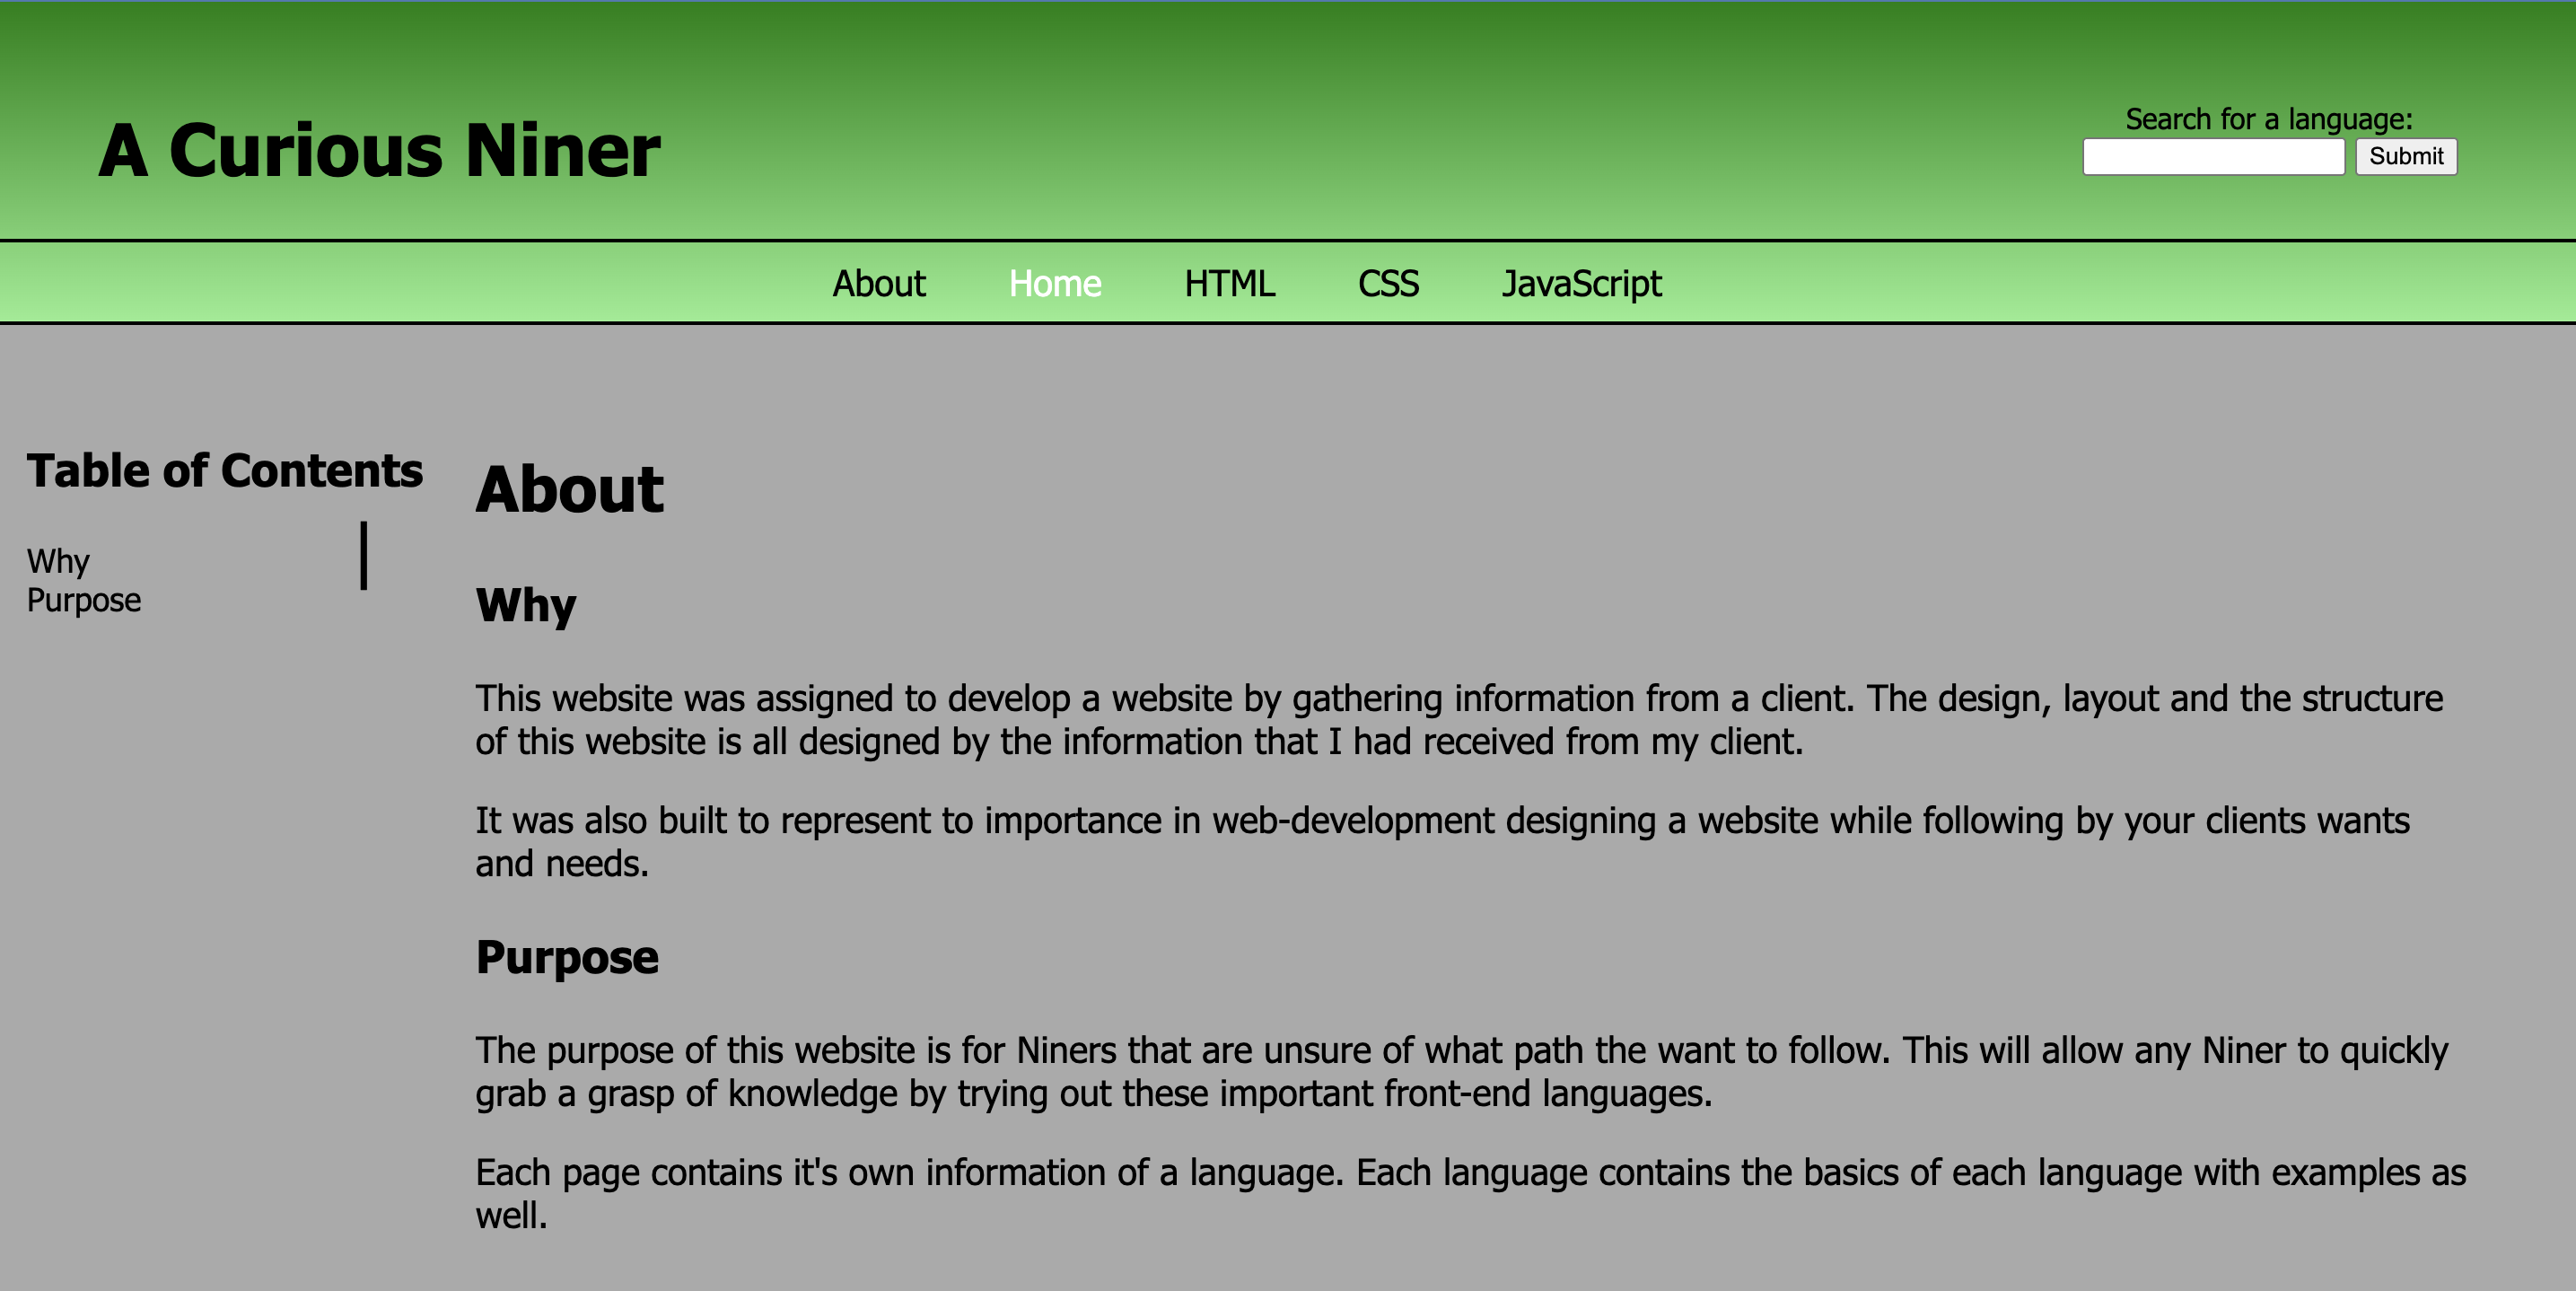 A Curious Niner
Search for a language:
Submit
About Home HTML CSS JavaScript
Table of Contents
Why
Purpose
About
Why
This website was assigned to develop a website by gathering information from a client. The design, layout and the structure
of this website is all designed by the information that I had received from my client.
It was also built to represent to importance in web-development designing a website while following by your clients wants
and needs.
Purpose
The purpose of this website is for Niners that are unsure of what path the want to follow. This will allow any Niner to quickly
grab a grasp of knowledge by trying out these important front-end languages.
Each page contains it's own information of a language. Each language contains the basics of each language with examples as
well.